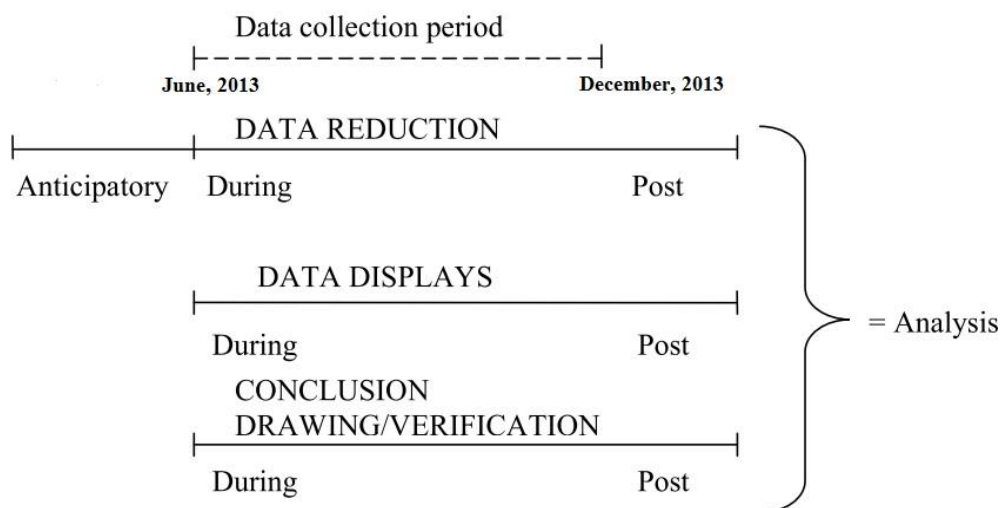 Data collection period
June, 2013 December, 2013
DATA REDUCTION
Anticipatory During Post
DATA DISPLAYS
= Analysis
During Post
CONCLUSION
DRAWING/VERIFICATION
During Post